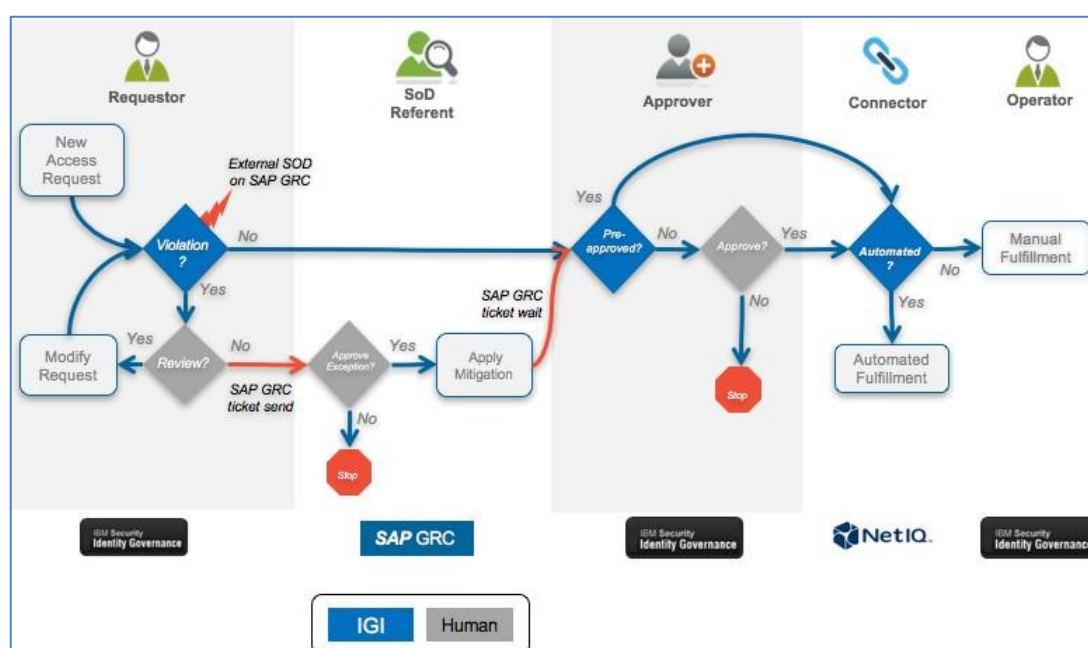 Requestor
SoD
Referent
Approver
Connector
Operator
New
Access
Request
External SOD
on SAP GRC
Violation
?
No
Yes
Modify
Request
Yes
Review?
No
SAP GRC
ticket send
Approve
Exception?
Yes
No
Stop
Apply
Mitigation
SAP GRC
ticket wait
Yes
Pre-
approved?
No
Approve?
Yes
No
Stop
Automated
?
No
Yes
Manual
Fulfillment
Automated
Fulfillment
IBM Security
Identity Governance
SAP GRC
IBM Security
Identity Governance
NetIQ
IBM Security
Identity Governance
IGI
Human